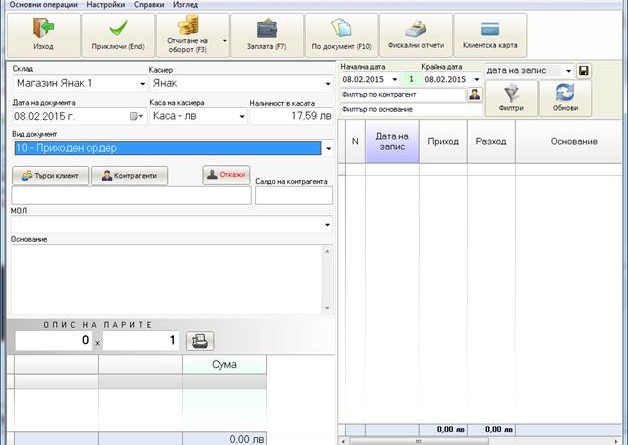 Основни операции Настройки Справки Изглед
Изход
Приключи (End)
Отчитане на оборот (F3)
Заплата (F7)
По документ (F10)
Фискални отчети
Клиентска карта
Склад
Магазин Янак 1
Касиер
Янак
Дата на документа
08.02.2015 г.
Каса на касиера
Каса - лв
Наличност в касата
17,59 лв
Вид документ
10 - Приходен ордер
Търси клиент
Контрагенти
Откажи
Салдо на контрагента
МОЛ
Основание
ОПИС НА ПАРИТЕ
0 x 1
Сума
0,00 лв
Начална дата
08.02.2015
1
Крайна дата
08.02.2015
дата на запис
Филтър по контрагент
Филтър по основание
Филтри
Обнови
N
Дата на запис
Приход
Разход
Основание
0,00 лв 0,00 лв